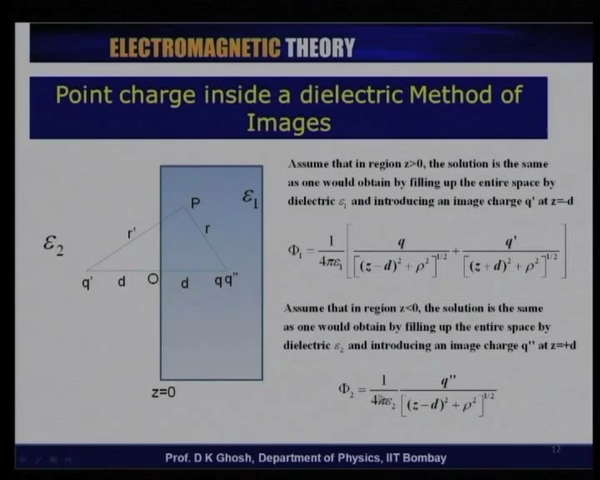 ELECTROMAGNETIC THEORY
Point charge inside a dielectric Method of
Images
Assume that in region z>0, the solution is the same
as one would obtain by filling up the entire space by
dielectric ε₁ and introducing an image charge q' at z=-d
Φ₁ = 1/4πε₁ [ q/[(z-d)² + ρ²]^1/2 + q'/[(z+d)² + ρ²]^1/2 ]
Assume that in region z<0, the solution is the same
as one would obtain by filling up the entire space by
dielectric ε₂ and introducing an image charge q'' at z=+d
Φ₂ = 1/4πε₂ q''/[(z-d)² + ρ²]^1/2
P
ε₁
r'
r
ε₂
q' d O d qq"
z=0
Prof. D K Ghosh, Department of Physics, IIT Bombay
12